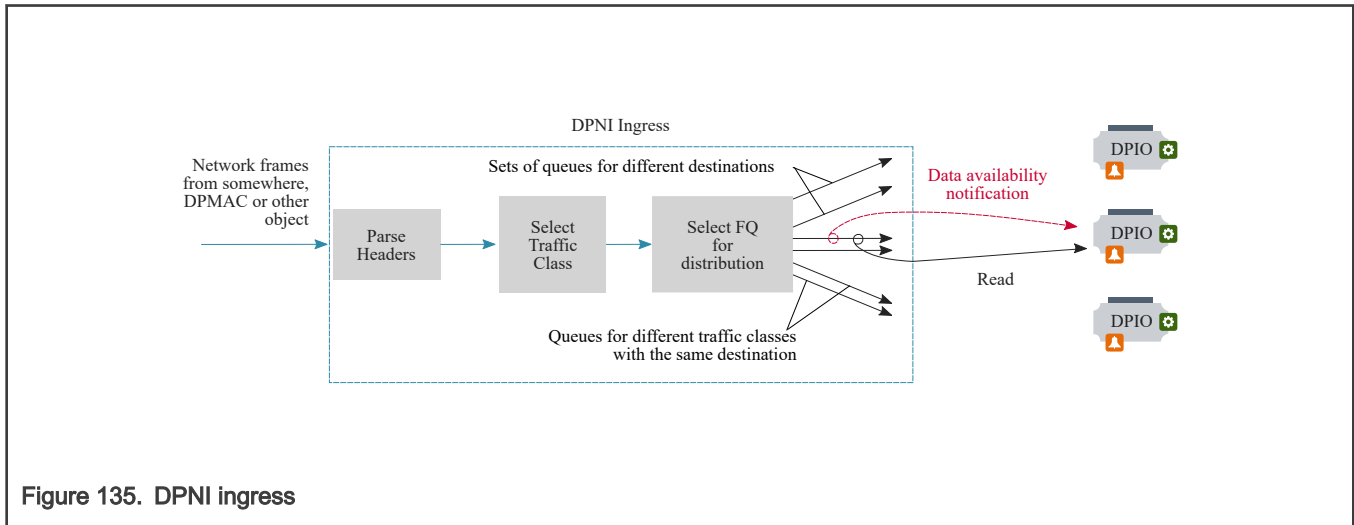 DPNI Ingress
Network frames
from somewhere,
DPMAC or other
object
Sets of queues for different destinations
Parse
Headers
Select
Traffic
Class
Select FQ
for
distribution
Queues for different traffic classes
with the same destination
Data availability
notification
Read
DPIO
DPIO
DPIO
Figure 135. DPNI ingress